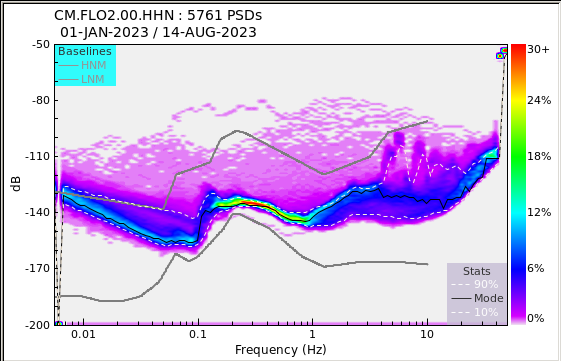 CM.FLO2.00.HHN : 5761 PSDs
01-JAN-2023 / 14-AUG-2023
Baselines
HNM
LNM
-50
-80
-110
-140
-170
-200
dB
0.01
0.1
1
10
Frequency (Hz)
30+
24%
18%
12%
6%
0%
Stats
90%
Mode
10%